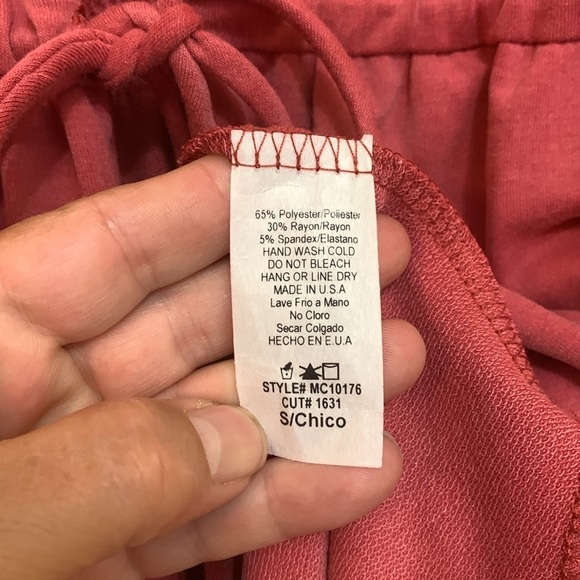 65% Polyester/Poliester
30% Rayon/Rayon
5% Spandex/Elastano
HAND WASH COLD
DO NOT BLEACH
HANG OR LINE DRY
MADE IN U.S.A
Lave Frio a Mano
No Cloro
Secar Colgado
HECHO EN E.U.A
STYLE# MC10176
CUT# 1631
S/Chico